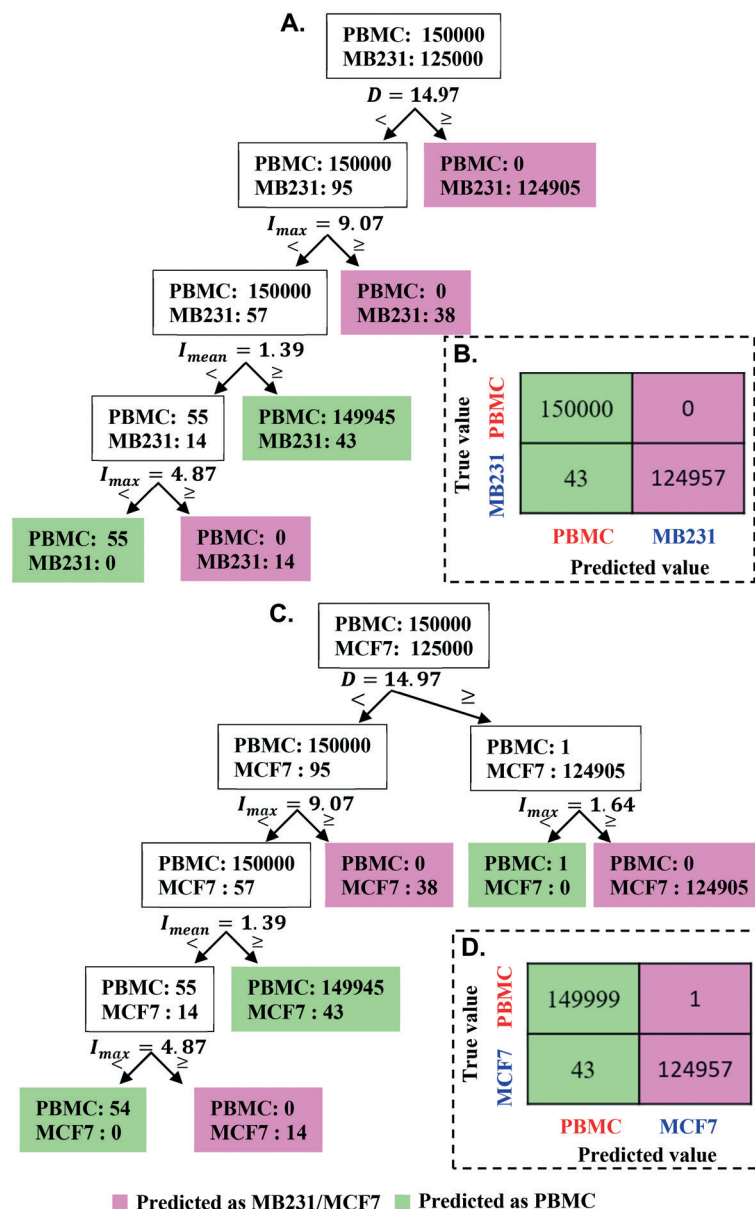 A.
PBMC: 150000
MB231: 125000
D = 14.97
< ≥
PBMC: 150000
MB231: 95
PBMC: 0
MB231: 124905
I_max = 9.07
< ≥
PBMC: 150000
MB231: 57
PBMC: 0
MB231: 38
I_mean = 1.39
< ≥
PBMC: 55
MB231: 14
PBMC: 149945
MB231: 43
I_max = 4.87
< ≥
PBMC: 55
MB231: 0
PBMC: 0
MB231: 14
B.
True value
PBMC
MB231
150000 0
43 124957
PBMC MB231
Predicted value
C.
PBMC: 150000
MCF7: 125000
D = 14.97
< ≥
PBMC: 150000
MCF7 : 95
PBMC: 1
MCF7 : 124905
I_max = 9.07
< ≥
I_max = 1.64
< ≥
PBMC: 150000
MCF7 : 57
PBMC: 0
MCF7 : 38
PBMC: 1
MCF7 : 0
PBMC: 0
MCF7 : 124905
I_mean = 1.39
< ≥
PBMC: 55
MCF7 : 14
PBMC: 149945
MCF7 : 43
I_max = 4.87
< ≥
PBMC: 54
MCF7 : 0
PBMC: 0
MCF7 : 14
D.
True value
PBMC
MCF7
149999 1
43 124957
PBMC MCF7
Predicted value
Predicted as MB231/MCF7 Predicted as PBMC